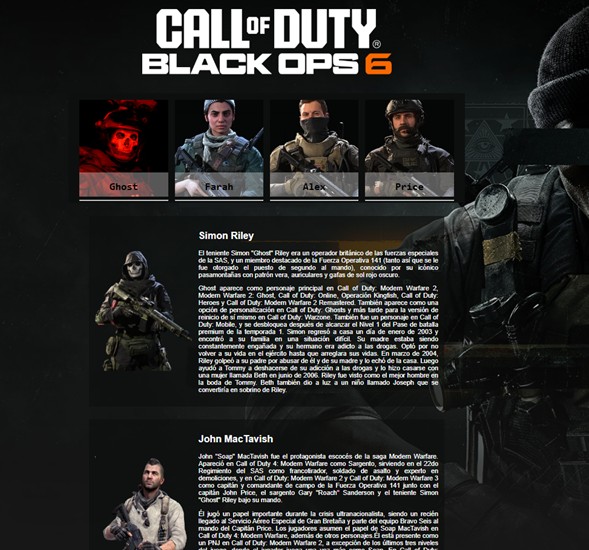 CALL OF DUTY®
BLACK OPS 6
Ghost
Farah
Alex
Price
Simon Riley
El teniente Simon "Ghost" Riley era un operador británico de las fuerzas especiales
de la SAS, y un miembro destacado de la Fuerza Operativa 141 (tanto así que se le
fue otorgado el puesto de segundo al mando), conocido por su icónico
pasamontañas con patrón vera, auriculares y gafas de sol rojo oscuro.
Ghost aparece como personaje principal en Call of Duty: Modern Warfare 2,
Modern Warfare 2: Ghost, Call of Duty: Online, Operación Kingfish, Call of Duty:
Heroes y Call of Duty: Modern Warfare 2 Remastered. También aparece como una
opción de personalización en Call of Duty: Ghosts y más tarde para la versión de
reinicio de sí mismo en Call of Duty: Warzone. También fue un personaje en Call of
Duty: Mobile, y se desbloquea después de alcanzar el Nivel 1 del Pase de batalla
premium de la temporada 1. Simon regresó a casa un día de enero de 2003 y
encontró a su familia en una situación difícil. Su madre estaba siendo
constantemente engañada y su hermano era adicto a las drogas. Optó por no
volver a su vida en el ejército hasta que arreglara sus vidas. En marzo de 2004,
Riley golpeó a su padre por abusar de él y de su madre y lo echó de la casa. Luego
ayudó a Tommy a deshacerse de su adicción a las drogas y lo hizo casarse con
una mujer llamada Beth en junio de 2006. Riley fue visto como el mejor hombre en
la boda de Tommy. Beth también dio a luz a un niño llamado Joseph que se
convertiría en sobrino de Riley.
John MacTavish
John "Soap" MacTavish fue el protagonista escocés de la saga Modern Warfare.
Apareció en Call of Duty 4: Modern Warfare como Sargento, sirviendo en el 22do
Regimiento del SAS como francotirador, soldado de asalto y experto en
demoliciones, y en Call of Duty: Modern Warfare 2 y Call of Duty: Modern Warfare 3
como capitán y comandante de campo de la Fuerza Operativa 141 junto con el
capitán John Price, el sargento Gary "Roach" Sanderson y el teniente Simon
"Ghost" Riley bajo su mando.
Él jugó un papel importante durante la crisis ultranacionalista, siendo un recién
llegado al Servicio Aéreo Especial de Gran Bretaña y parte del equipo Bravo Seis al
mando del Capitán Price. Los jugadores asumen el papel de Soap MacTavish en
Call of Duty 4: Modern Warfare, además de otros personajes.Él está presente como
un PNJ en Call of Duty: Modern Warfare 2, a excepción de los últimos tres niveles